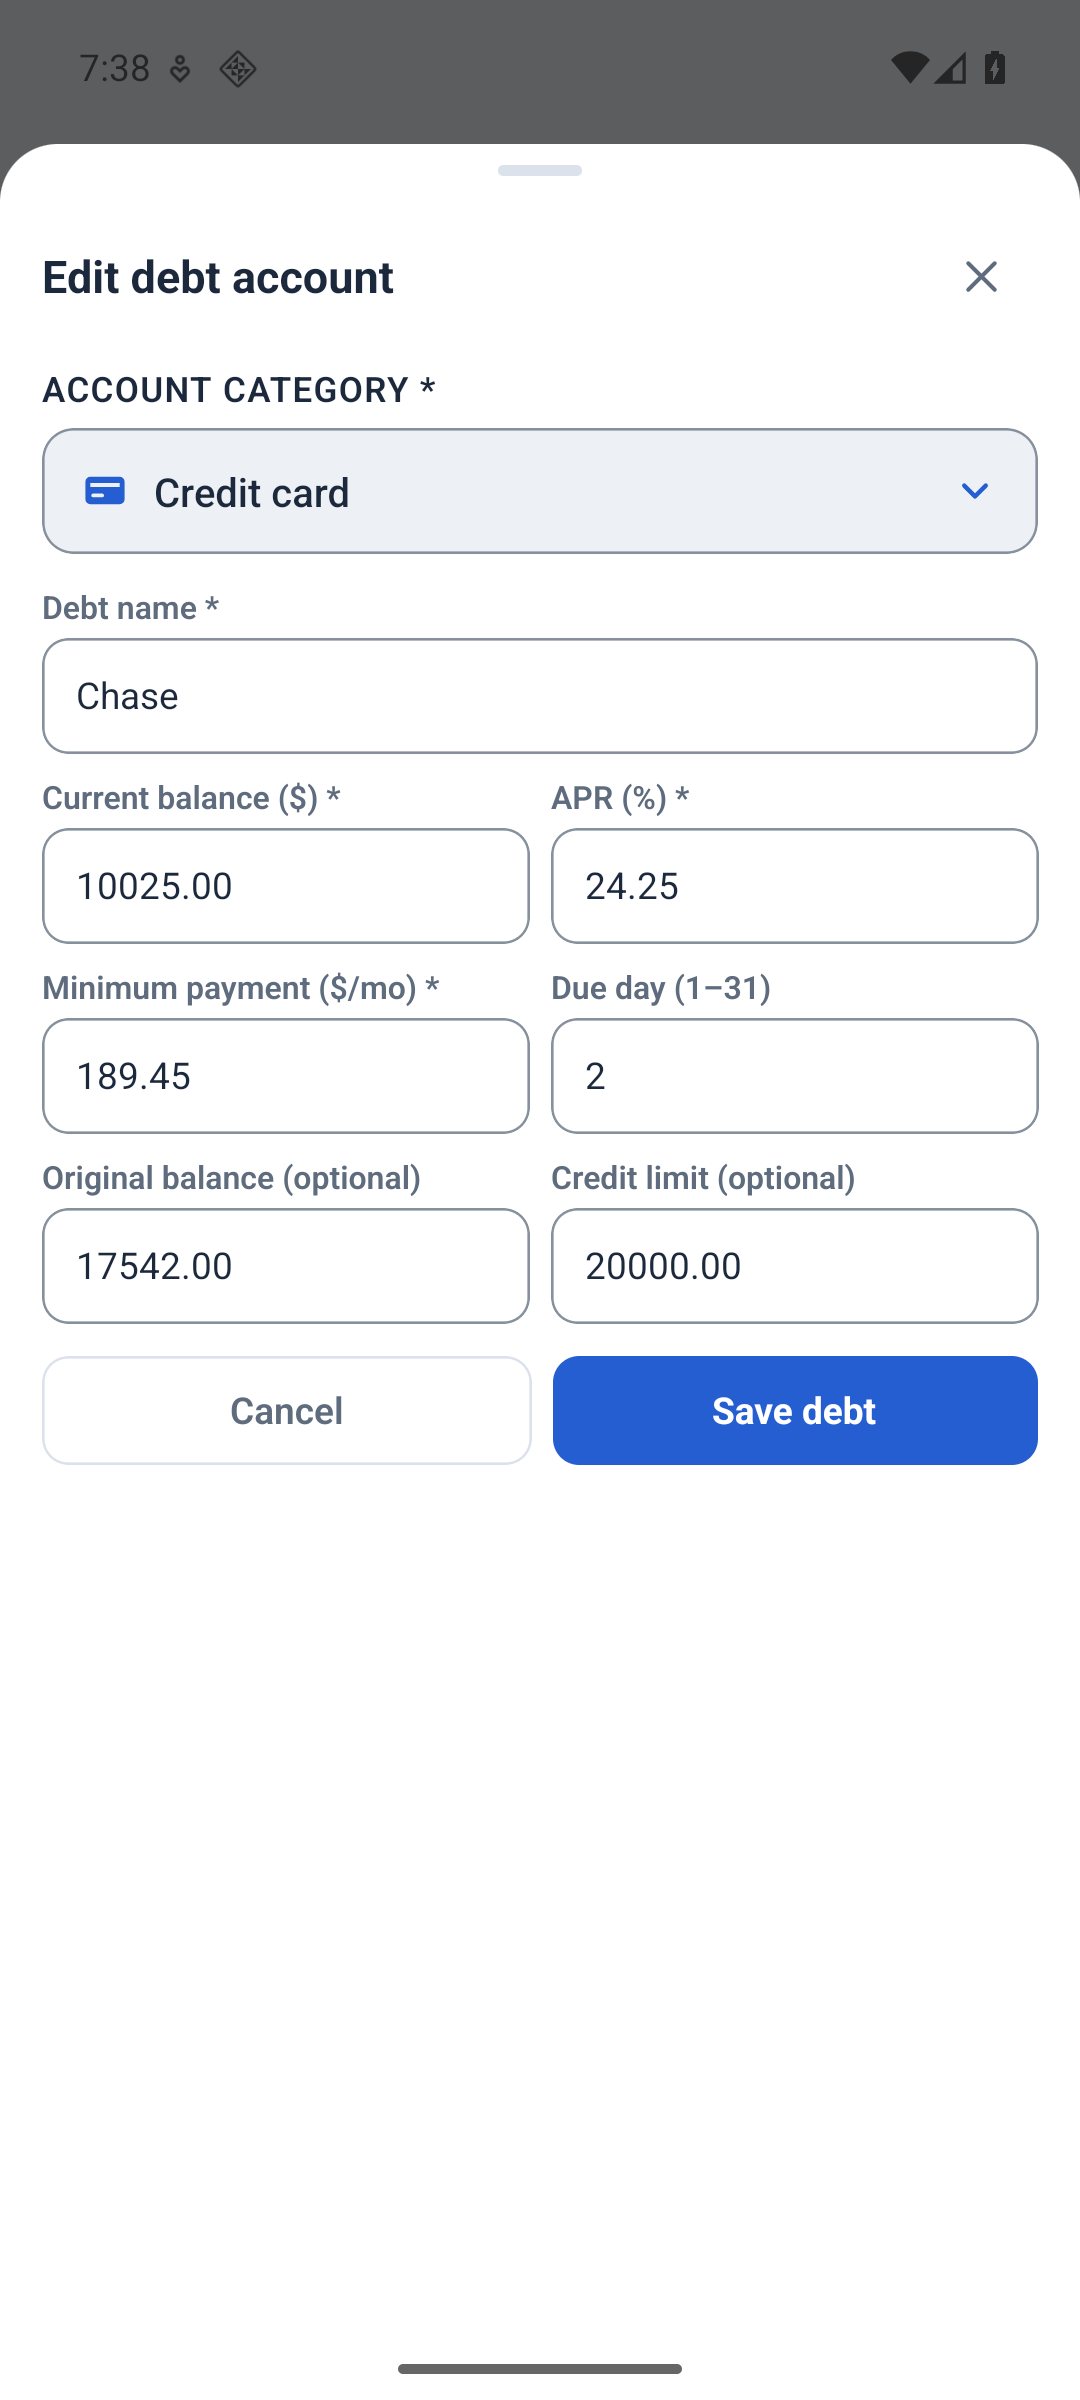 7:38
Edit debt account
ACCOUNT CATEGORY *
Credit card
Debt name *
Chase
Current balance ($) * APR (%) *
10025.00 24.25
Minimum payment ($/mo) * Due day (1–31)
189.45 2
Original balance (optional) Credit limit (optional)
17542.00 20000.00
Cancel Save debt